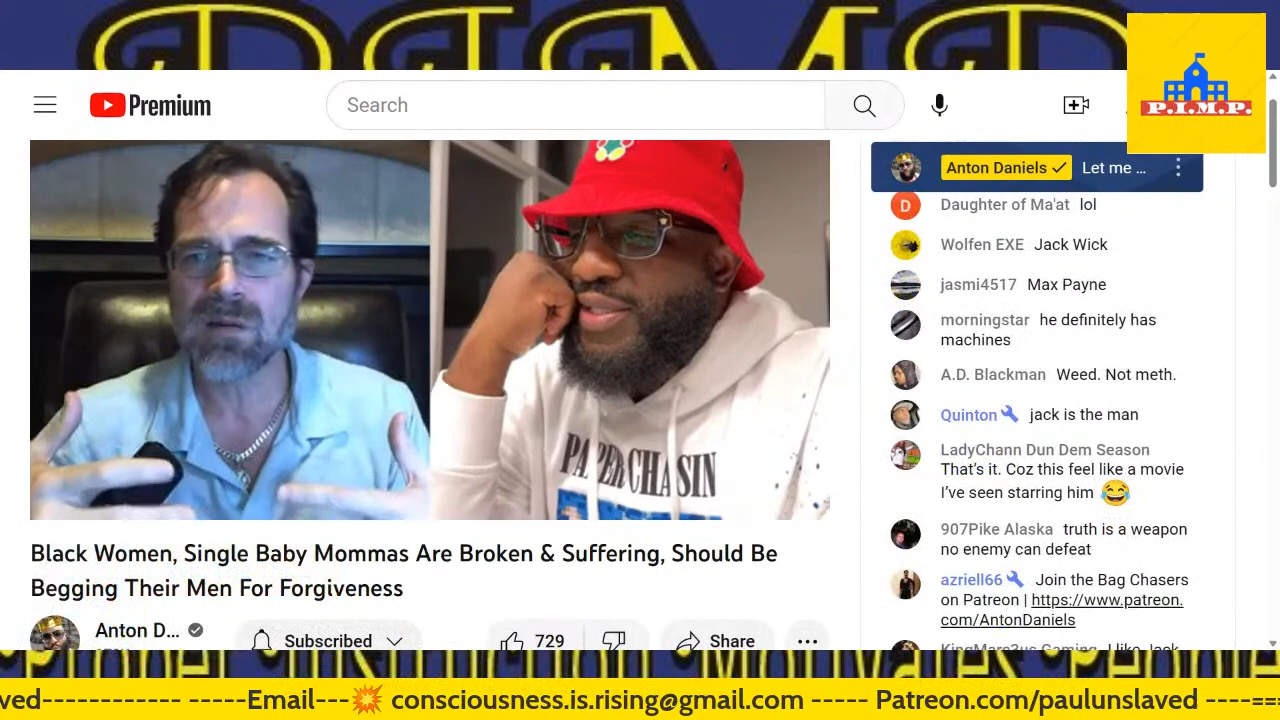 P.I.M.P.
Premium
Search
P.I.M.P.
Anton Daniels Let me ...
Daughter of Ma'at lol
Wolfen EXE Jack Wick
jasmi4517 Max Payne
morningstar he definitely has
machines
A.D. Blackman Weed. Not meth.
Quinton jack is the man
LadyChann Dun Dem Season
That's it. Coz this feel like a movie
I've seen starring him 😂
907Pike Alaska truth is a weapon
no enemy can defeat
azriell66 Join the Bag Chasers
on Patreon | https://www.patreon.
com/AntonDaniels
PAPER CHASIN
Black Women, Single Baby Mommas Are Broken & Suffering, Should Be
Begging Their Men For Forgiveness
Anton D...
Subscribed
729
Share
Proper Instruction Motivates People
ved------------ -----Email---💥 consciousness.is.rising@gmail.com ----- Patreon.com/paulunslaved ----===